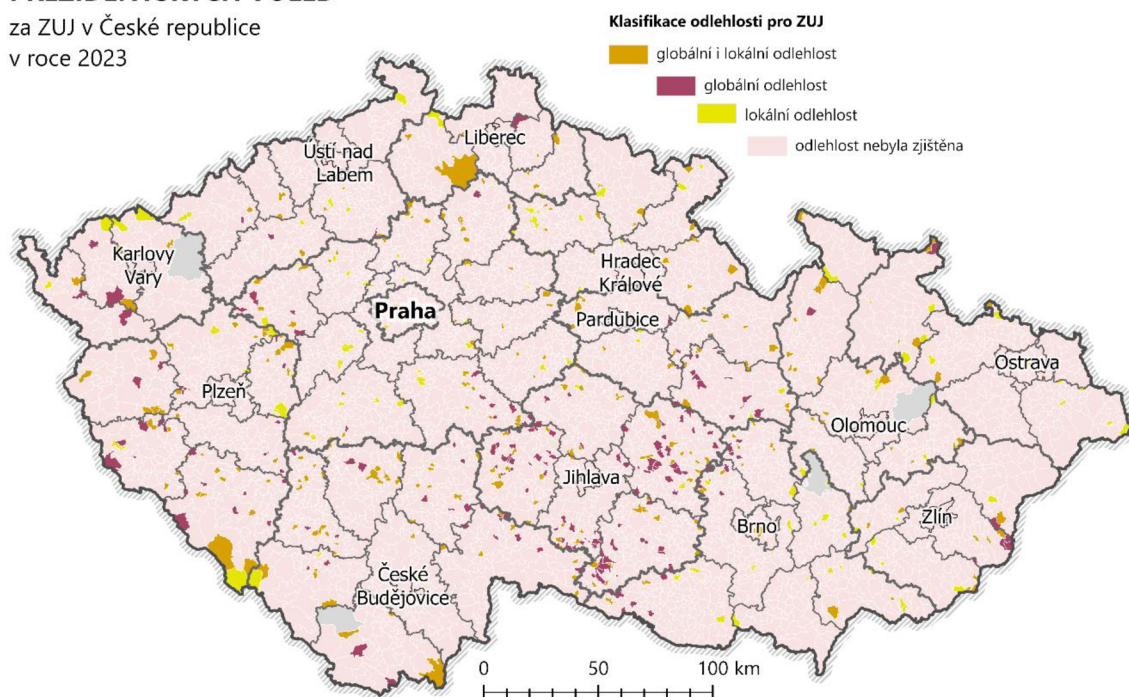 za ZUJ v České republice
v roce 2023
Klasifikace odlehlosti pro ZUJ
globální i lokální odlehlost
globální odlehlost
lokální odlehlost
odlehlost nebyla zjištěna
Liberec
Ústí nad
Labem
Karlovy
Vary
Hradec
Králové
Praha
Pardubice
Ostrava
Plzeň
Olomouc
Jihlava
Brno
Zlín
České
Budějovice
0 50 100 km